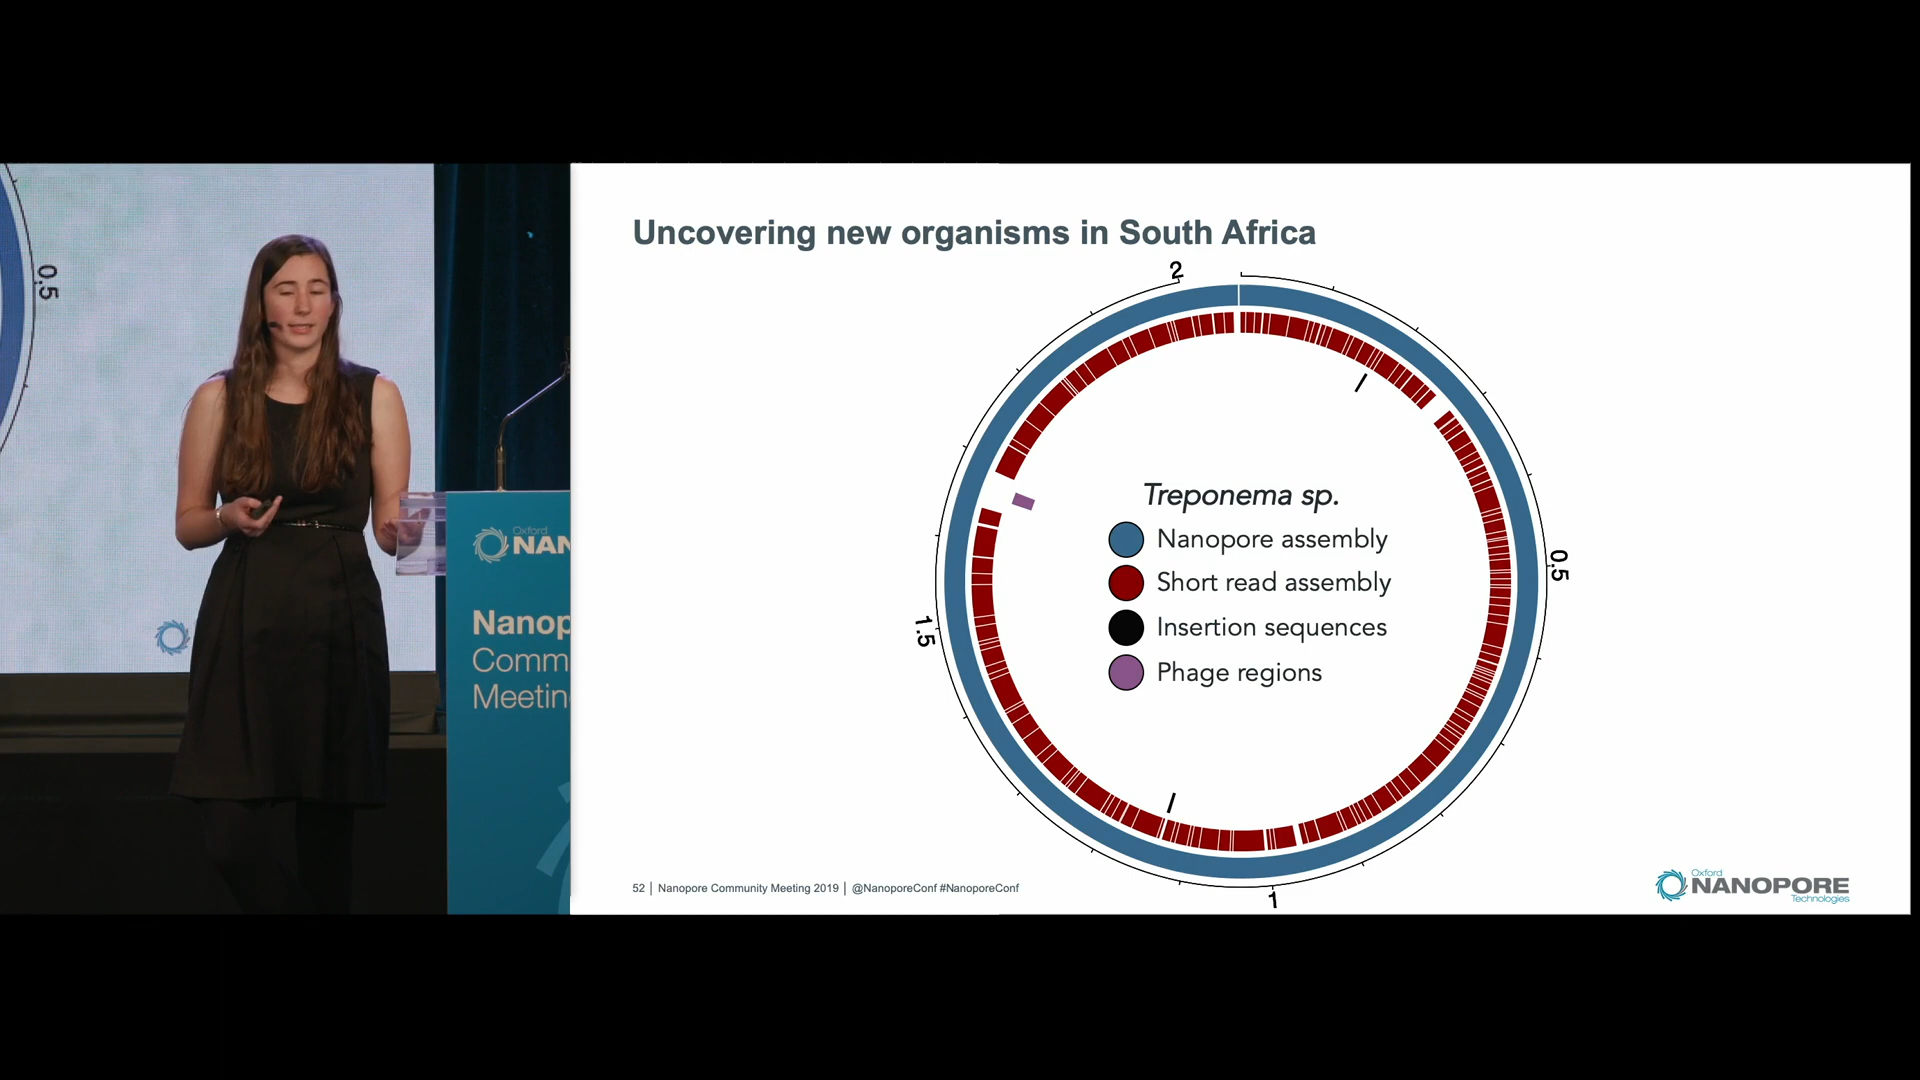 0.5
Oxford
NAN
Nanop
Comm
Meetin
Uncovering new organisms in South Africa
2
0.5
1
1.5
Treponema sp.
Nanopore assembly
Short read assembly
Insertion sequences
Phage regions
52 | Nanopore Community Meeting 2019 | @NanoporeConf #NanoporeConf
Oxford
NANOPORE
Technologies